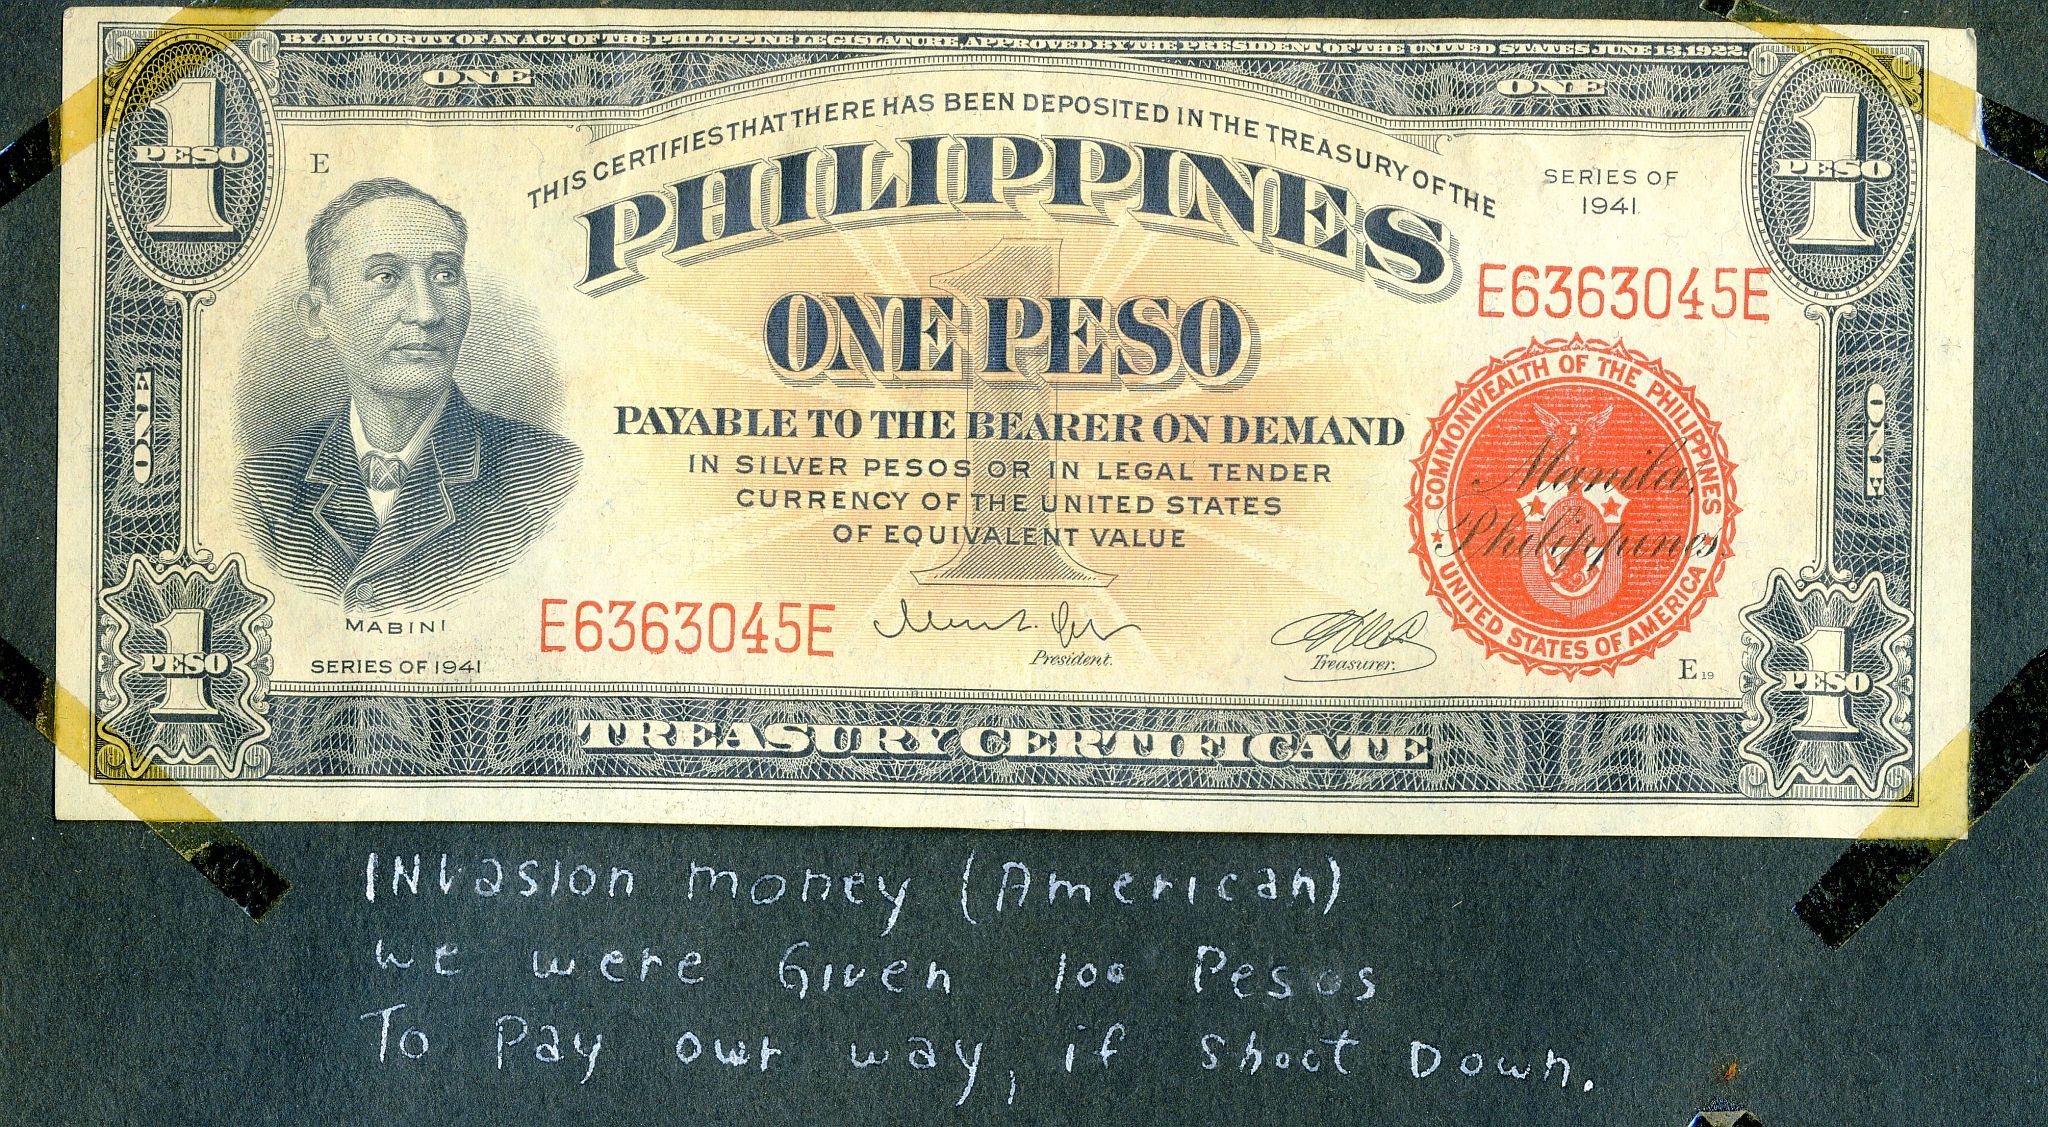 BY AUTHORITY OF AN ACT OF THE PHILIPPINE LEGISLATURE, APPROVED BY THE PRESIDENT OF THE UNITED STATES, JUNE 13, 1922
ONE
ONE
1
PESO
1
PESO
E
THIS CERTIFIES THAT THERE HAS BEEN DEPOSITED IN THE TREASURY OF THE
PHILIPPINES
SERIES OF
1941
E6363045E
1
ONE PESO
PAYABLE TO THE BEARER ON DEMAND
IN SILVER PESOS OR IN LEGAL TENDER
CURRENCY OF THE UNITED STATES
OF EQUIVALENT VALUE
ONE
ONE
COMMONWEALTH OF THE PHILIPPINES
UNITED STATES OF AMERICA
Manila,
Philippines
MABINI
SERIES OF 1941
E6363045E
President.
Treasurer.
E 19
1
PESO
1
PESO
TREASURY CERTIFICATE
INvasion money (American)
we were Given 100 Pesos
To Pay our way, if shoot Down.